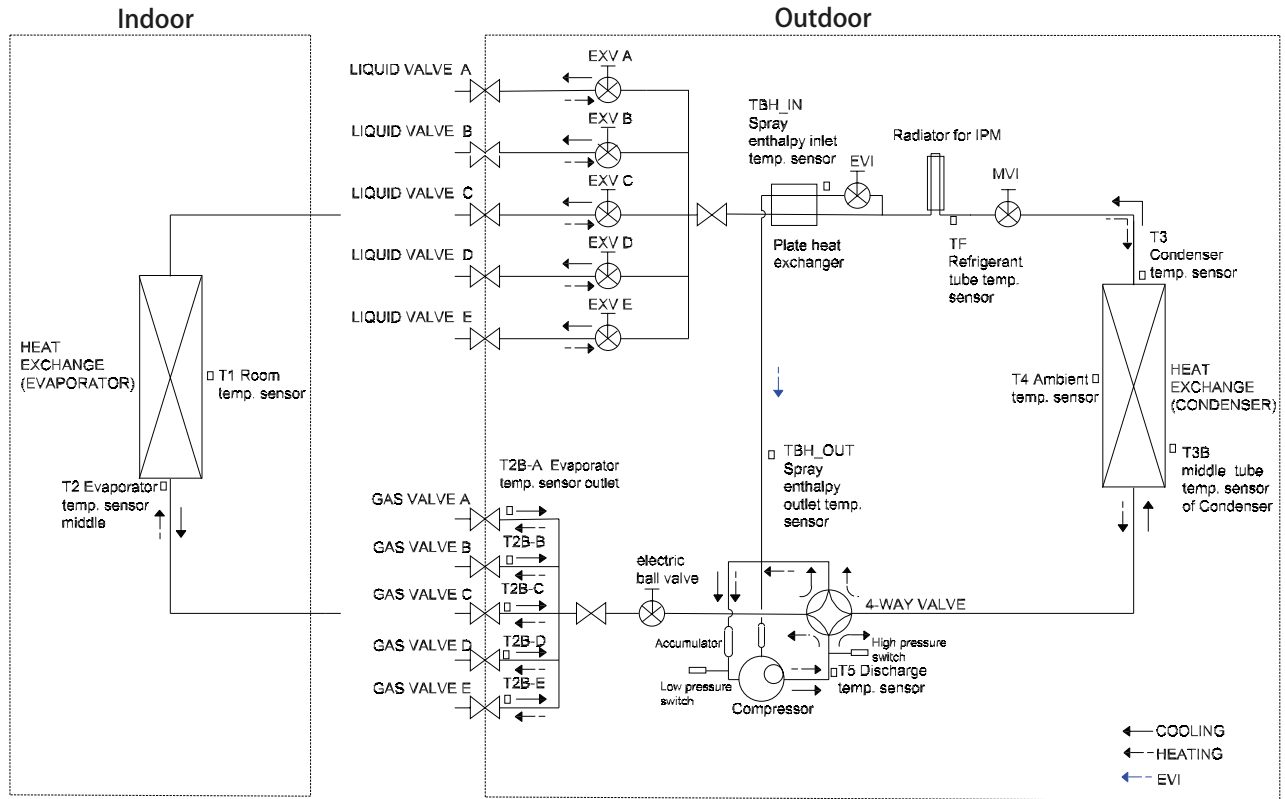 Indoor
Outdoor
LIQUID VALVE A
EXV A
LIQUID VALVE B
EXV B
LIQUID VALVE C
EXV C
LIQUID VALVE D
EXV D
LIQUID VALVE E
EXV E
TBH_IN
Spray
enthalpy inlet
temp. sensor
EVI
Radiator for IPM
MVI
Plate heat
exchanger
TF
Refrigerant
tube temp.
sensor
T3
Condenser
temp. sensor
HEAT
EXCHANGE
(EVAPORATOR)
T1 Room
temp. sensor
T4 Ambient
temp. sensor
HEAT
EXCHANGE
(CONDENSER)
T3B
middle tube
temp. sensor
of Condenser
T2 Evaporator
temp. sensor
middle
T2B-A Evaporator
temp. sensor outlet
TBH_OUT
Spray
enthalpy
outlet temp.
sensor
GAS VALVE A
GAS VALVE B
T2B-B
GAS VALVE C
T2B-C
GAS VALVE D
T2B-D
GAS VALVE E
T2B-E
electric
ball valve
4-WAY VALVE
Accumulator
High pressure
switch
Low pressure
switch
T5 Discharge
temp. sensor
Compressor
COOLING
HEATING
EVI